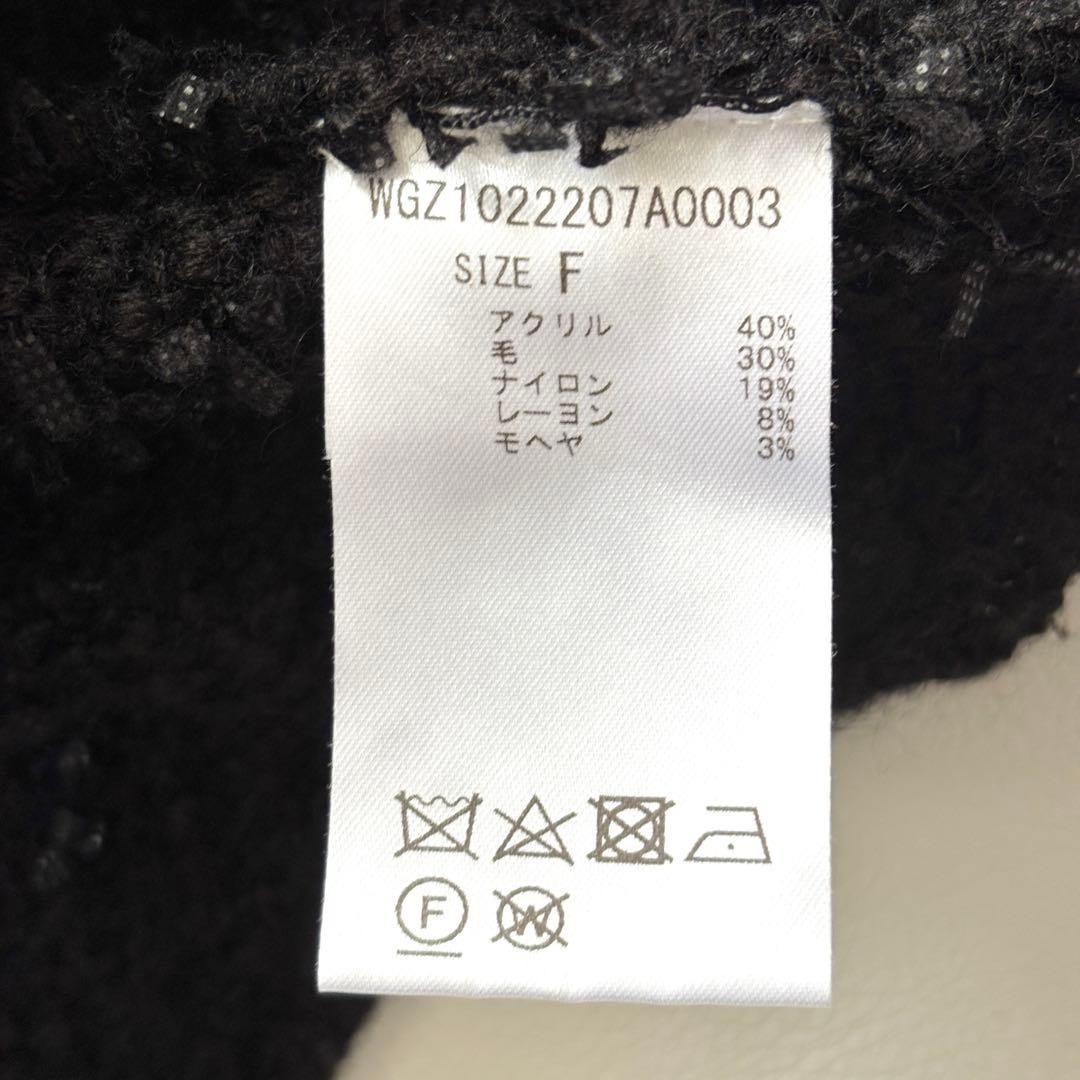 WGZ1022207A0003
SIZE F
アクリル 40%
毛 30%
ナイロン 19%
レーヨン 8%
モヘヤ 3%
F W